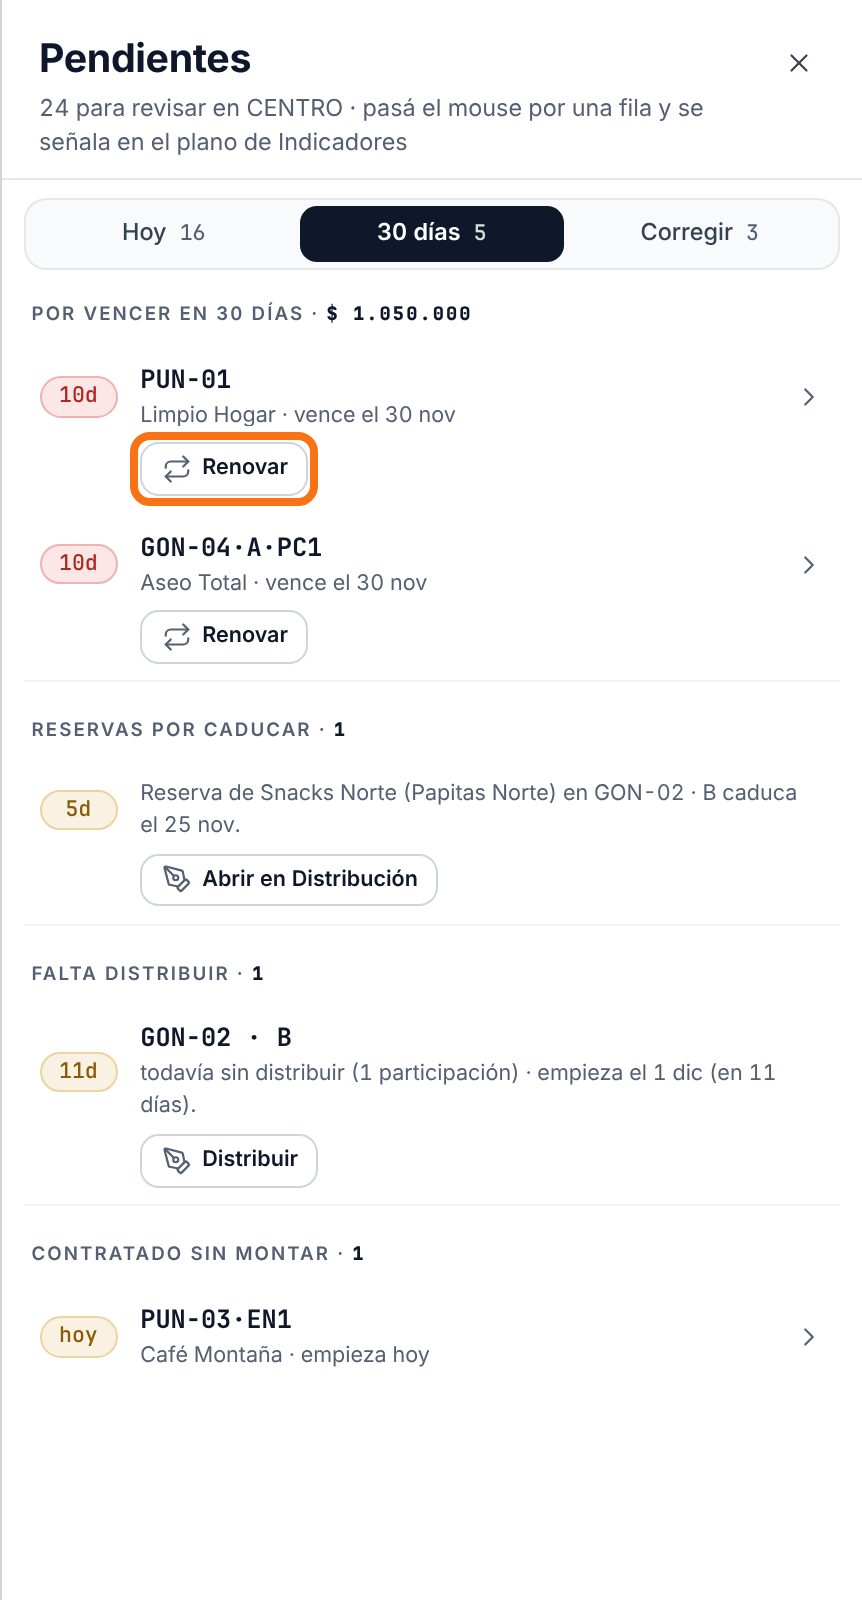 Pendientes
24 para revisar en CENTRO · pasá el mouse por una fila y se
señala en el plano de Indicadores
Hoy 16
30 días 5
Corregir 3
POR VENCER EN 30 DÍAS · $ 1.050.000
10d
PUN-01
Limpio Hogar · vence el 30 nov
Renovar
10d
GON-04·A·PC1
Aseo Total · vence el 30 nov
Renovar
RESERVAS POR CADUCAR · 1
5d
Reserva de Snacks Norte (Papitas Norte) en GON-02 · B caduca
el 25 nov.
Abrir en Distribución
FALTA DISTRIBUIR · 1
11d
GON-02 · B
todavía sin distribuir (1 participación) · empieza el 1 dic (en 11
días).
Distribuir
CONTRATADO SIN MONTAR · 1
hoy
PUN-03·EN1
Café Montaña · empieza hoy